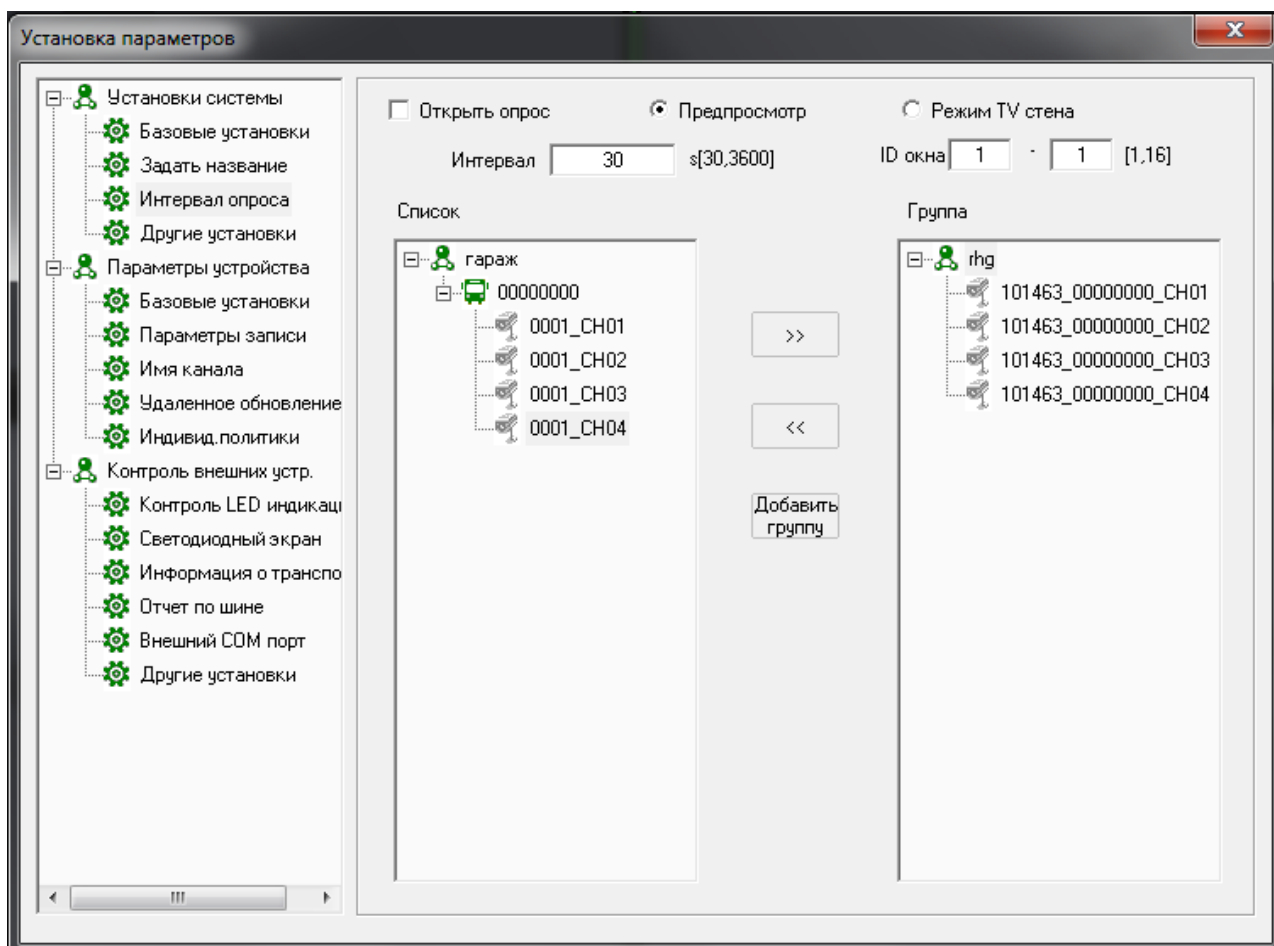 Установка параметров
Установки системы
Базовые установки
Задать название
Интервал опроса
Другие установки
Параметры устройства
Базовые установки
Параметры записи
Имя канала
Удаленное обновление
Индивид.политики
Контроль внешних устр.
Контроль LED индикаци
Светодиодный экран
Информация о транспо
Отчет по шине
Внешний COM порт
Другие установки
Открыть опрос Предпросмотр Режим TV стена
Интервал 30 s[30,3600] ID окна 1 - 1 [1,16]
Список
гараж
00000000
0001_CH01
0001_CH02
0001_CH03
0001_CH04
>>
<<
Добавить
группу
Группа
rhg
101463_00000000_CH01
101463_00000000_CH02
101463_00000000_CH03
101463_00000000_CH04